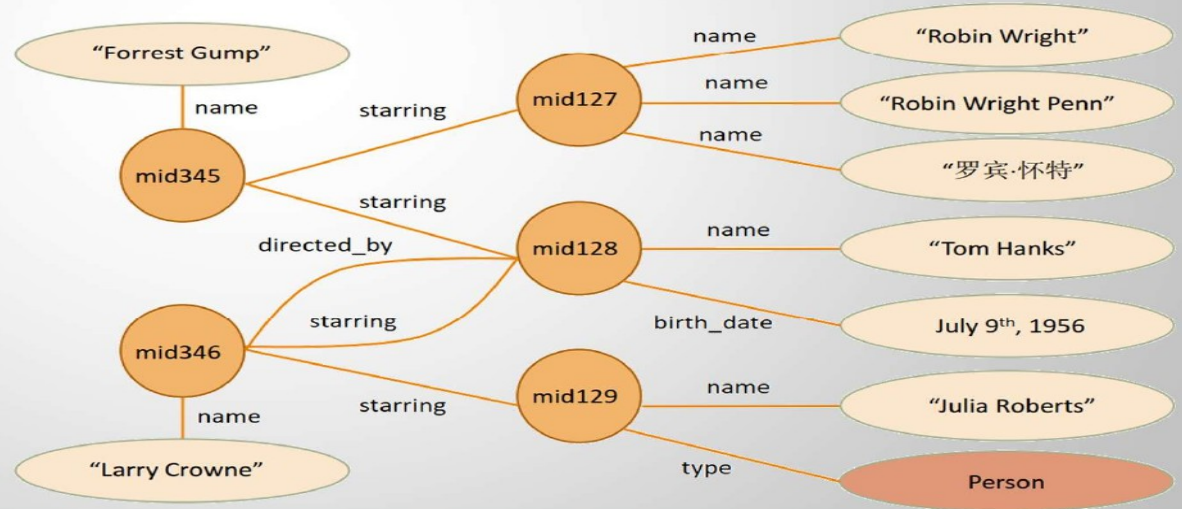 “Forrest Gump”
name
mid345
starring
starring
directed_by
starring
mid346
starring
name
“Larry Crowne”
mid127
mid128
mid129
name
name
name
name
birth_date
name
type
“Robin Wright”
“Robin Wright Penn”
“罗宾·怀特”
“Tom Hanks”
July 9th, 1956
“Julia Roberts”
Person